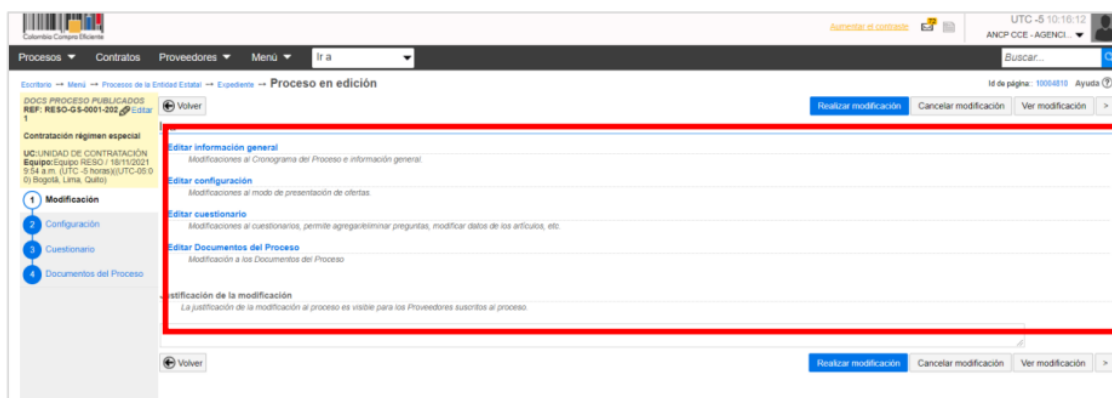 Colombia Compra Eficiente
Aumentar el contraste
UTC -5 10:16:12
ANCP CCE - AGENCI...
Procesos Contratos Proveedores Menú Ir a Buscar...
Escritorio → Menú → Procesos de la Entidad Estatal → Expediente → Proceso en edición
Id de página:: 10004810 Ayuda
DOCS PROCESO PUBLICADOS
REF: RESO-GS-0001-202 Editar
1
Contratación régimen especial
UC:UNIDAD DE CONTRATACIÓN
Equipo:Equipo RESO / 18/11/2021
9:54 a.m. (UTC -5 horas)((UTC-05:0
0) Bogotá, Lima, Quito)
1 Modificación
2 Configuración
3 Cuestionario
4 Documentos del Proceso
Volver
Realizar modificación Cancelar modificación Ver modificación >
Editar información general
Modificaciones al Cronograma del Proceso e información general.
Editar configuración
Modificaciones al modo de presentación de ofertas.
Editar cuestionario
Modificaciones al cuestionarios, permite agregar/eliminar preguntas, modificar datos de los artículos, etc.
Editar Documentos del Proceso
Modificación a los Documentos del Proceso
Justificación de la modificación
La justificación de la modificación al proceso es visible para los Proveedores suscritos al proceso.
Volver
Realizar modificación Cancelar modificación Ver modificación >